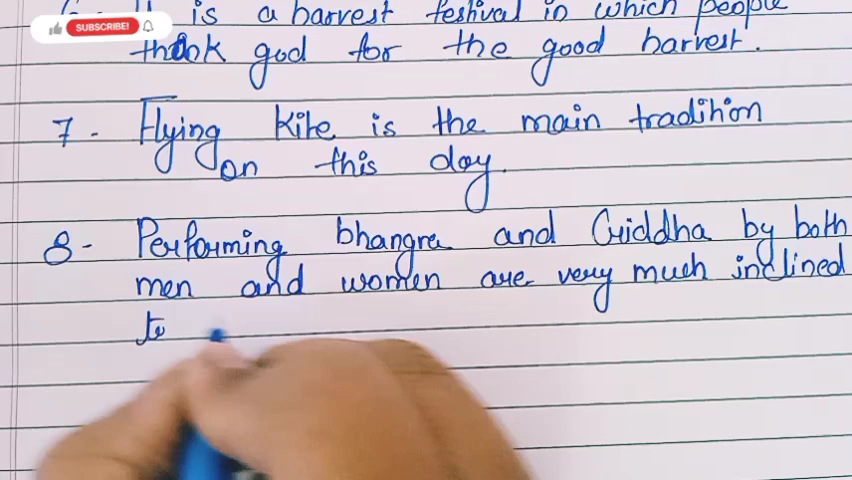 is a harvest festival in which people
SUBSCRIBE!
thank god for the good harvest.
7- Flying Kite is the main tradition
on this day.
8- Performing bhangra and Giddha by both
men and women are very much inclined
to